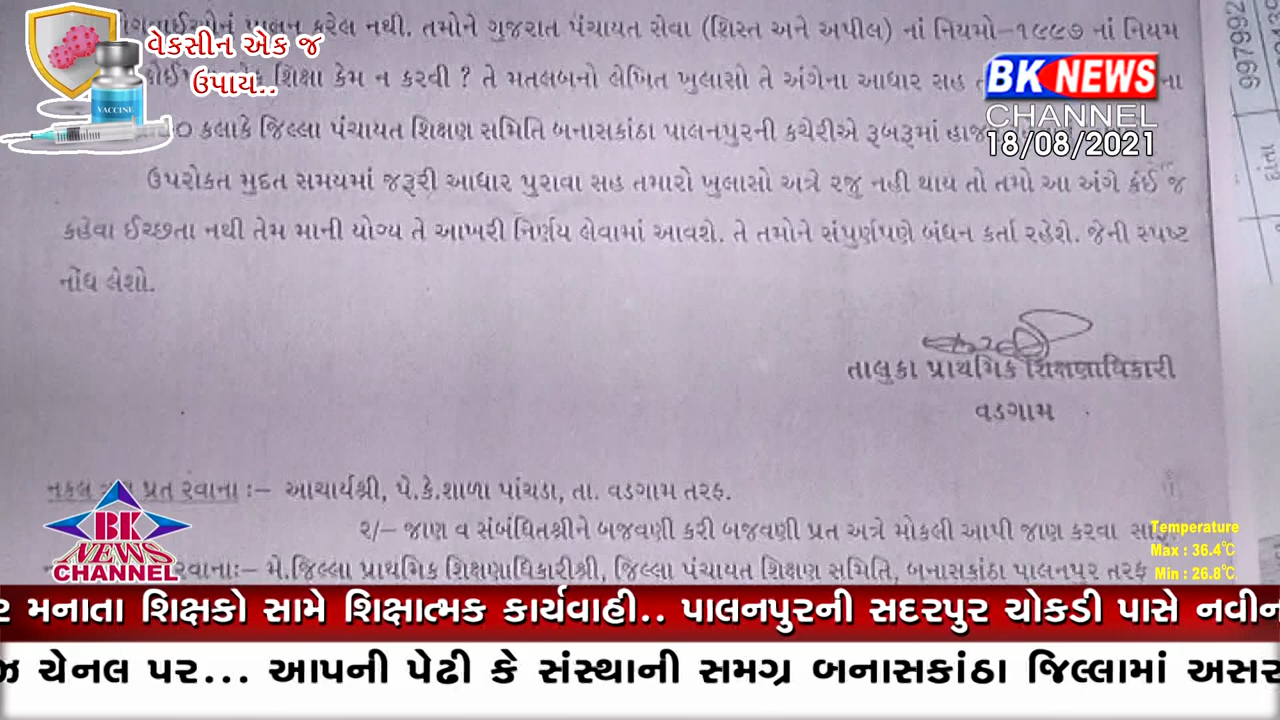 યોગવાઈઓનું પાલન કરેલ નથી. તમોને ગુજરાત પંચાયત સેવા (શિસ્ત અને અપીલ) નાં નિયમો-૧૯૯૭ નાં નિયમ
શિક્ષા કેમ ન કરવી ? તે મતલબનો લેખિત ખુલાસો તે અંગેના આધાર સહ
કલાકે જિલ્લા પંચાયત શિક્ષણ સમિતિ બનાસકાંઠા પાલનપુરની કચેરીએ રૂબરૂમાં
ઉપરોકત મુદત સમયમાં જરૂરી આધાર પુરાવા સહ તમારો ખુલાસો અત્રે રજુ નહી થાય તો તમો આ અંગે કંઈ જ
કહેવા ઈચ્છતા નથી તેમ માની યોગ્ય તે આખરી નિર્ણય લેવામાં આવશે. તે તમોને સંપુર્ણપણે બંધન કર્તા રહેશે. જેની સ્પષ્ટ
નોંધ લેશો.
તાલુકા પ્રાથમિક શિક્ષણાધિકારી
વડગામ
નકલ પ્રત રવાના :- આચાર્યશ્રી, પે.કે.શાળા પાંચડા, તા. વડગામ તરફ.
૨/- જાણ વ સંબંધિતશ્રીને બજવણી કરી બજવણી પ્રત અત્રે મોકલી આપી જાણ કરવા
રવાના:- મે.જિલ્લા પ્રાથમિક શિક્ષણાધિકારીશ્રી, જિલ્લા પંચાયત શિક્ષણ સમિતિ, બનાસકાંઠા પાલનપુર તરફ
વેકસીન એક જ
ઉપાય..
VACCINE
BK NEWS
CHANNEL
18/08/2021
997992
BK
NEWS
CHANNEL
Temperature
Max : 36.4℃
Min : 26.8℃
ર મનાતા શિક્ષકો સામે શિક્ષાત્મક કાર્યવાહી.. પાલનપુરની સદરપુર ચોકડી પાસે નવીન
ઝ ચેનલ પર... આપની પેઢી કે સંસ્થાની સમગ્ર બનાસકાંઠા જિલ્લામાં અસર